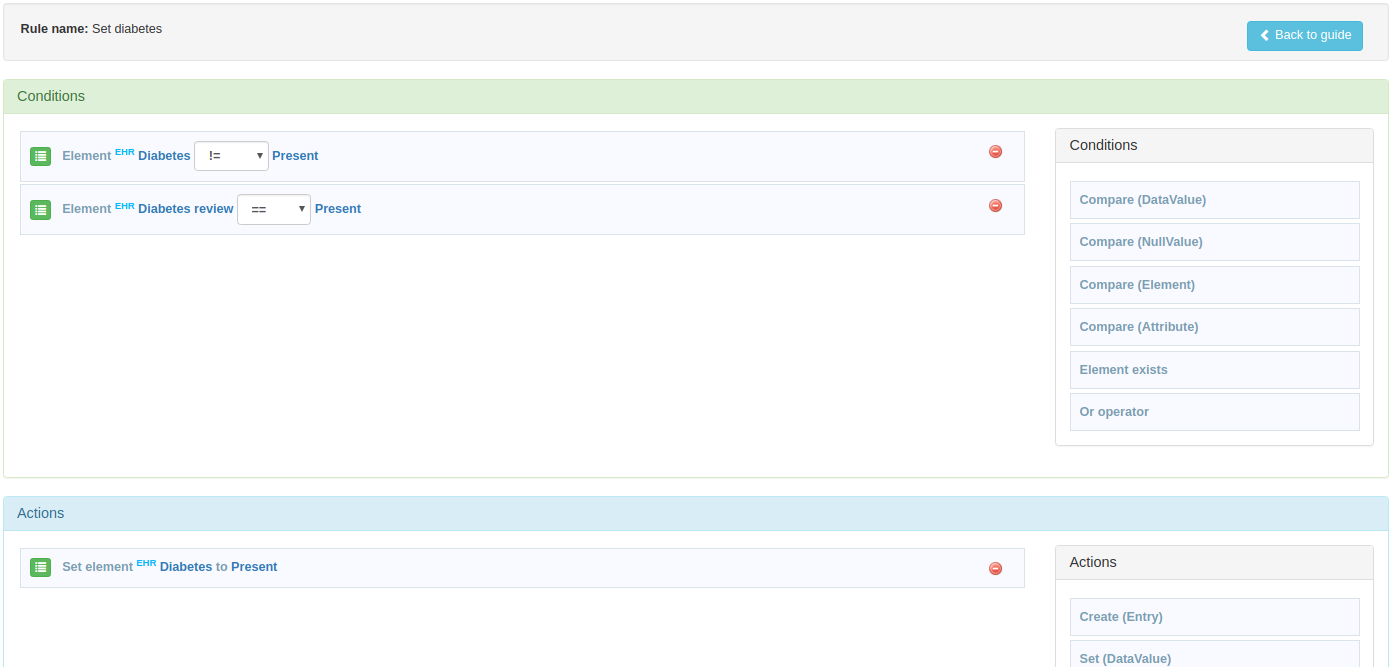 Rule name: Set diabetes
Back to guide
Conditions
Element EHR Diabetes != Present
Element EHR Diabetes review == Present
Conditions
Compare (DataValue)
Compare (NullValue)
Compare (Element)
Compare (Attribute)
Element exists
Or operator
Actions
Set element EHR Diabetes to Present
Actions
Create (Entry)
Set (DataValue)